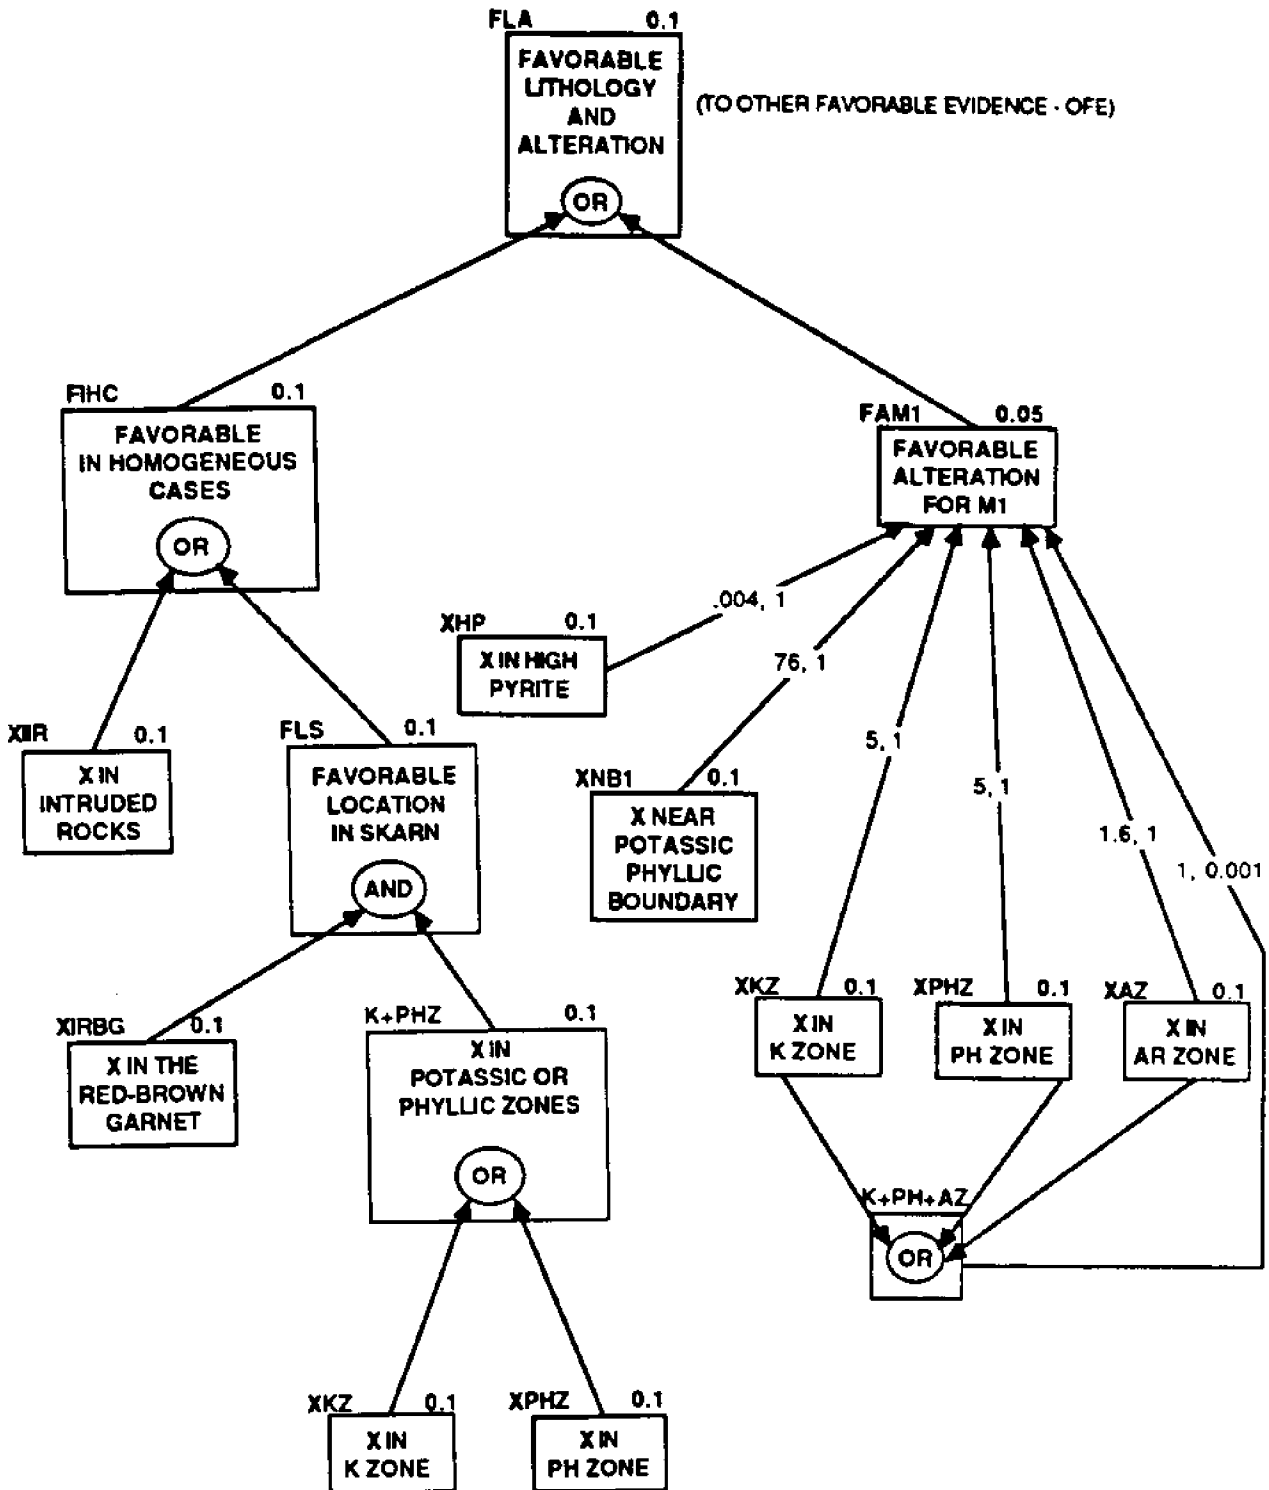 FLA 0.1
FAVORABLE
LITHOLOGY
AND
ALTERATION
OR
(TO OTHER FAVORABLE EVIDENCE - OFE)
FIHC 0.1
FAVORABLE
IN HOMOGENEOUS
CASES
OR
FAM1 0.05
FAVORABLE
ALTERATION
FOR M1
.004, 1
76, 1
5, 1
5, 1
1.6, 1
1, 0.001
XHP 0.1
X IN HIGH
PYRITE
XIIR 0.1
X IN
INTRUDED
ROCKS
FLS 0.1
FAVORABLE
LOCATION
IN SKARN
AND
XNB1 0.1
X NEAR
POTASSIC
PHYLLIC
BOUNDARY
XIRBG 0.1
X IN THE
RED-BROWN
GARNET
K+PHZ 0.1
X IN
POTASSIC OR
PHYLLIC ZONES
OR
XKZ 0.1
X IN
K ZONE
XPHZ 0.1
X IN
PH ZONE
XAZ 0.1
X IN
AR ZONE
K+PH+AZ
OR
XKZ 0.1
X IN
K ZONE
XPHZ 0.1
X IN
PH ZONE